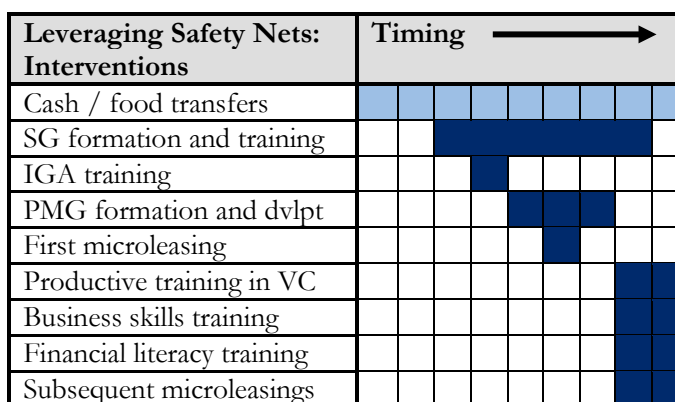 Leveraging Safety Nets: Timing
Interventions
Cash / food transfers
SG formation and training
IGA training
PMG formation and dvlpt
First microleasing
Productive training in VC
Business skills training
Financial literacy training
Subsequent microleasings